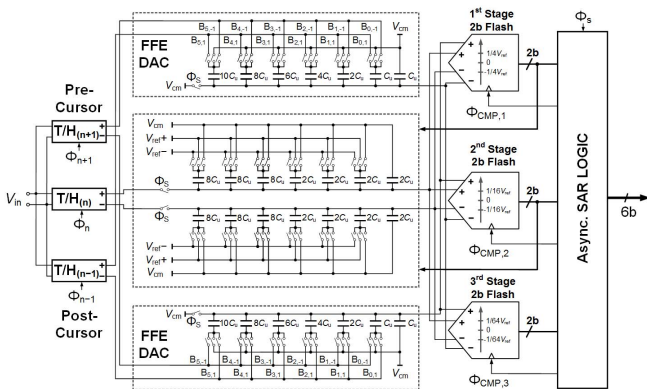 B5,-1 B4,-1 B3,-1 B2,-1 B1,-1 B0,-1 Vcm
B5,1 B4,1 B3,1 B2,1 B1,1 B0,1
FFE
DAC
10Cu 8Cu 6Cu 4Cu 2Cu Cu Cu
Vcm ΦS
1st Stage
2b Flash
1/4Vref
0
-1/4Vref
2b
ΦCMP,1
Φs
Pre-
Cursor
T/H(n+1)
Φn+1
Vin
T/H(n)
Φn
T/H(n−1)
Φn−1
Post-
Cursor
Vcm
Vref+
Vref−
8Cu 8Cu 8Cu 2Cu 2Cu 2Cu 2Cu
ΦS
ΦS
8Cu 8Cu 8Cu 2Cu 2Cu 2Cu 2Cu
Vref−
Vref+
Vcm
2nd Stage
2b Flash
1/16Vref
0
-1/16Vref
2b
ΦCMP,2
Async. SAR LOGIC
6b
3rd Stage
2b Flash
1/64Vref
0
-1/64Vref
2b
ΦCMP,3
Vcm ΦS
10Cu 8Cu 6Cu 4Cu 2Cu Cu Cu
FFE
DAC
B5,-1 B4,-1 B3,-1 B2,-1 B1,-1 B0,-1 Vcm
B5,1 B4,1 B3,1 B2,1 B1,1 B0,1